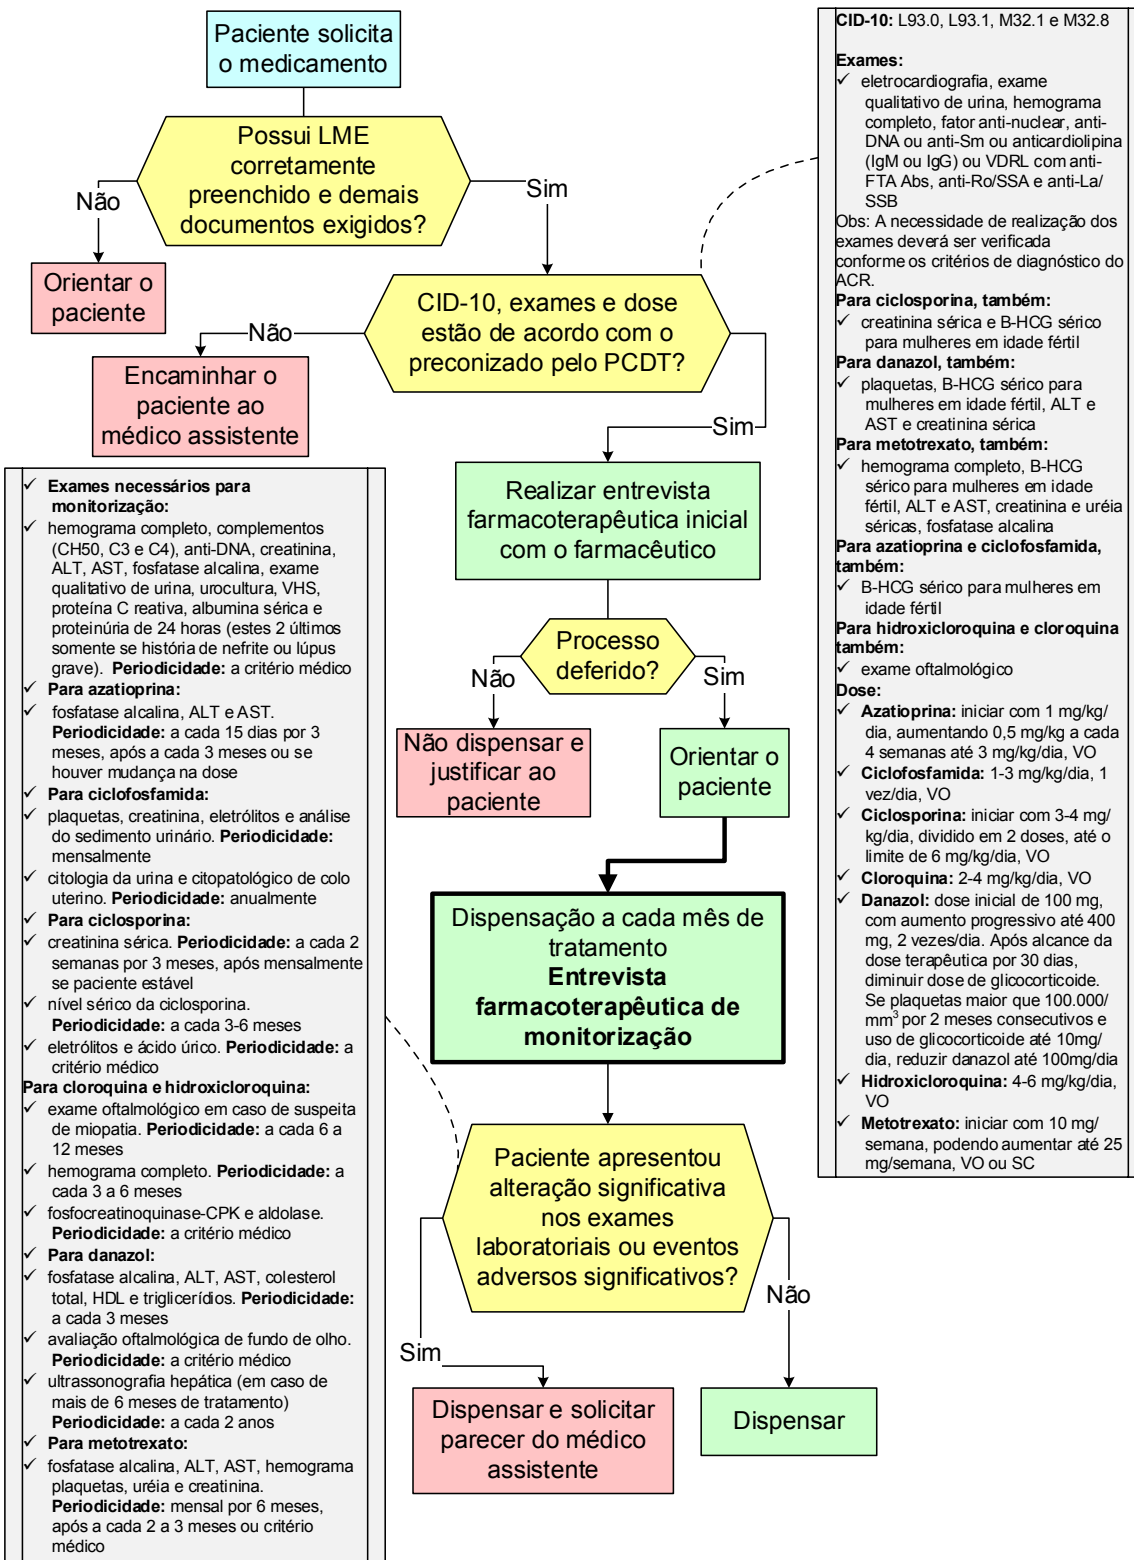 Paciente solicita
o medicamento
Possui LME
corretamente
preenchido e demais
documentos exigidos?
Não
Sim
Orientar o
paciente
CID-10, exames e dose
estão de acordo com o
preconizado pelo PCDT?
Não
Encaminhar o
paciente ao
médico assistente
Sim
Realizar entrevista
farmacoterapêutica inicial
com o farmacêutico
Processo
deferido?
Não
Sim
Não dispensar e
justificar ao
paciente
Orientar o
paciente
Dispensação a cada mês de
tratamento
Entrevista
farmacoterapêutica de
monitorização
Paciente apresentou
alteração significativa
nos exames
laboratoriais ou eventos
adversos significativos?
Sim
Não
Dispensar e solicitar
parecer do médico
assistente
Dispensar
CID-10: L93.0, L93.1, M32.1 e M32.8
Exames:
✓ eletrocardiografia, exame
qualitativo de urina, hemograma
completo, fator anti-nuclear, anti-
DNA ou anti-Sm ou anticardiolipina
(IgM ou IgG) ou VDRL com anti-
FTA Abs, anti-Ro/SSA e anti-La/
SSB
Obs: A necessidade de realização dos
exames deverá ser verificada
conforme os critérios de diagnóstico do
ACR.
Para ciclosporina, também:
✓ creatinina sérica e B-HCG sérico
para mulheres em idade fértil
Para danazol, também:
✓ plaquetas, B-HCG sérico para
mulheres em idade fértil, ALT e
AST e creatinina sérica
Para metotrexato, também:
✓ hemograma completo, B-HCG
sérico para mulheres em idade
fértil, ALT e AST, creatinina e uréia
séricas, fosfatase alcalina
Para azatioprina e ciclofosfamida,
também:
✓ B-HCG sérico para mulheres em
idade fértil
Para hidroxicloroquina e cloroquina
também:
✓ exame oftalmológico
Dose:
✓ Azatioprina: iniciar com 1 mg/kg/
dia, aumentando 0,5 mg/kg a cada
4 semanas até 3 mg/kg/dia, VO
✓ Ciclofosfamida: 1-3 mg/kg/dia, 1
vez/dia, VO
✓ Ciclosporina: iniciar com 3-4 mg/
kg/dia, dividido em 2 doses, até o
limite de 6 mg/kg/dia, VO
✓ Cloroquina: 2-4 mg/kg/dia, VO
✓ Danazol: dose inicial de 100 mg,
com aumento progressivo até 400
mg, 2 vezes/dia. Após alcance da
dose terapêutica por 30 dias,
diminuir dose de glicocorticoide.
Se plaquetas maior que 100.000/
mm³ por 2 meses consecutivos e
uso de glicocorticoide até 10mg/
dia, reduzir danazol até 100mg/dia
✓ Hidroxicloroquina: 4-6 mg/kg/dia,
VO
✓ Metotrexato: iniciar com 10 mg/
semana, podendo aumentar até 25
mg/semana, VO ou SC
✓ Exames necessários para
monitorização:
✓ hemograma completo, complementos
(CH50, C3 e C4), anti-DNA, creatinina,
ALT, AST, fosfatase alcalina, exame
qualitativo de urina, urocultura, VHS,
proteína C reativa, albumina sérica e
proteinúria de 24 horas (estes 2 últimos
somente se história de nefrite ou lúpus
grave). Periodicidade: a critério médico
✓ Para azatioprina:
✓ fosfatase alcalina, ALT e AST.
Periodicidade: a cada 15 dias por 3
meses, após a cada 3 meses ou se
houver mudança na dose
✓ Para ciclofosfamida:
✓ plaquetas, creatinina, eletrólitos e análise
do sedimento urinário. Periodicidade:
mensalmente
✓ citologia da urina e citopatológico de colo
uterino. Periodicidade: anualmente
✓ Para ciclosporina:
✓ creatinina sérica. Periodicidade: a cada 2
semanas por 3 meses, após mensalmente
se paciente estável
✓ nível sérico da ciclosporina.
Periodicidade: a cada 3-6 meses
✓ eletrólitos e ácido úrico. Periodicidade: a
critério médico
Para cloroquina e hidroxicloroquina:
✓ exame oftalmológico em caso de suspeita
de miopatia. Periodicidade: a cada 6 a
12 meses
✓ hemograma completo. Periodicidade: a
cada 3 a 6 meses
✓ fosfocreatinoquinase-CPK e aldolase.
Periodicidade: a critério médico
✓ Para danazol:
✓ fosfatase alcalina, ALT, AST, colesterol
total, HDL e triglicerídios. Periodicidade:
a cada 3 meses
✓ avaliação oftalmológica de fundo de olho.
Periodicidade: a critério médico
✓ ultrassonografia hepática (em caso de
mais de 6 meses de tratamento)
Periodicidade: a cada 2 anos
✓ Para metotrexato:
✓ fosfatase alcalina, ALT, AST, hemograma
plaquetas, uréia e creatinina.
Periodicidade: mensal por 6 meses,
após a cada 2 a 3 meses ou critério
médico